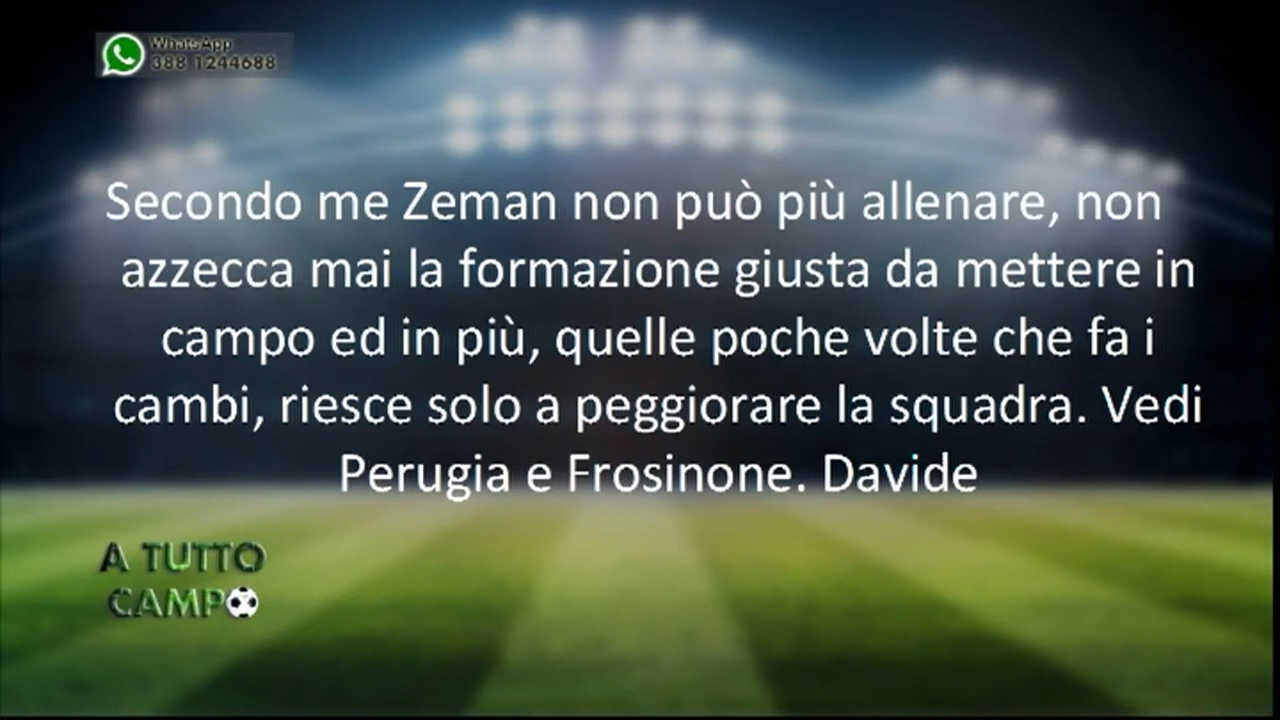 WhatsApp
388 1244688
Secondo me Zeman non può più allenare, non
azzecca mai la formazione giusta da mettere in
campo ed in più, quelle poche volte che fa i
cambi, riesce solo a peggiorare la squadra. Vedi
Perugia e Frosinone. Davide
A TUTTO
CAMPO